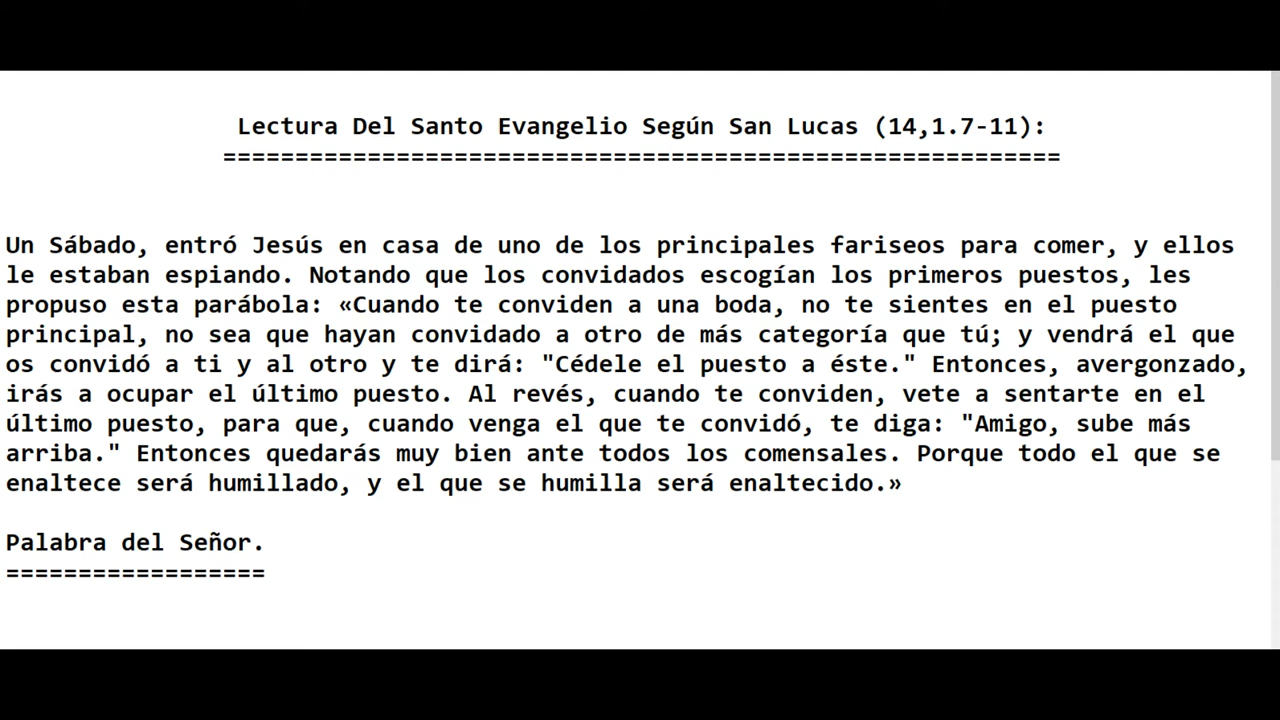 Lectura Del Santo Evangelio Según San Lucas (14,1.7-11):
==========================================================
Un Sábado, entró Jesús en casa de uno de los principales fariseos para comer, y ellos
le estaban espiando. Notando que los convidados escogían los primeros puestos, les
propuso esta parábola: «Cuando te conviden a una boda, no te sientes en el puesto
principal, no sea que hayan convidado a otro de más categoría que tú; y vendrá el que
os convidó a ti y al otro y te dirá: "Cédele el puesto a éste." Entonces, avergonzado,
irás a ocupar el último puesto. Al revés, cuando te conviden, vete a sentarte en el
último puesto, para que, cuando venga el que te convidó, te diga: "Amigo, sube más
arriba." Entonces quedarás muy bien ante todos los comensales. Porque todo el que se
enaltece será humillado, y el que se humilla será enaltecido.»
Palabra del Señor.
==================